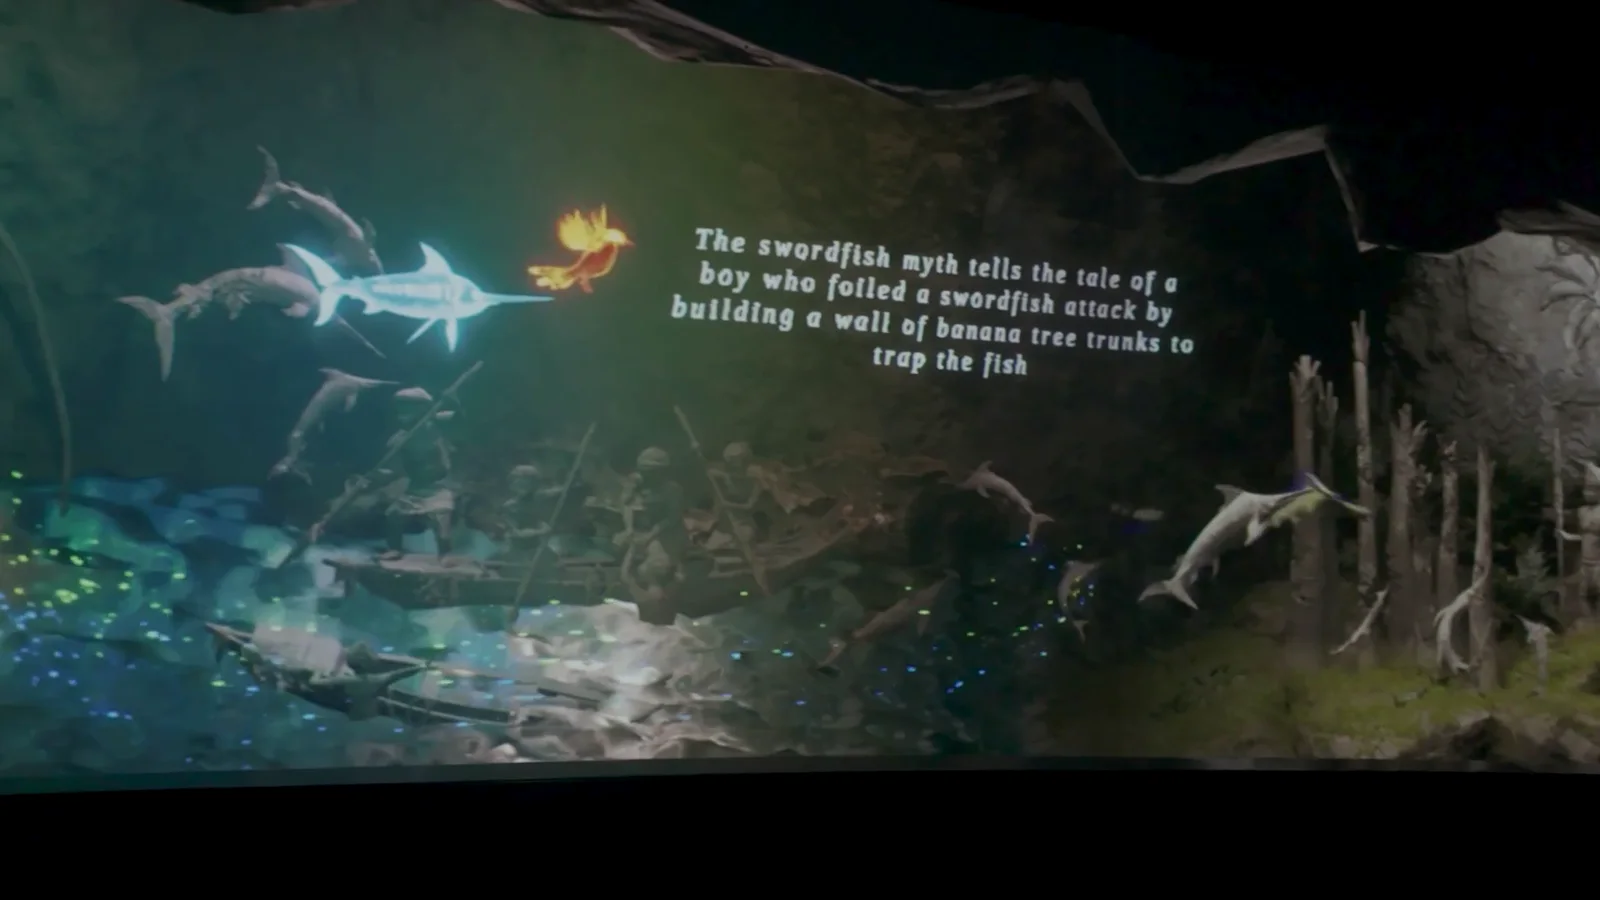 The swordfish myth tells the tale of a
boy who foiled a swordfish attack by
building a wall of banana tree trunks to
trap the fish